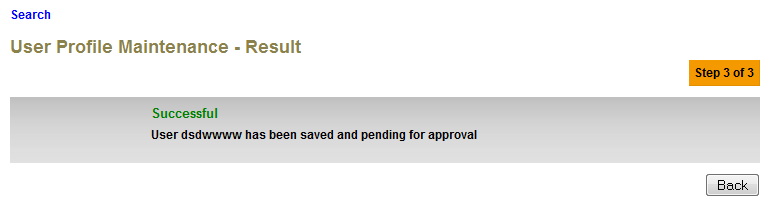 Search
User Profile Maintenance - Result
Step 3 of 3
Successful
User dsdwwww has been saved and pending for approval
Back